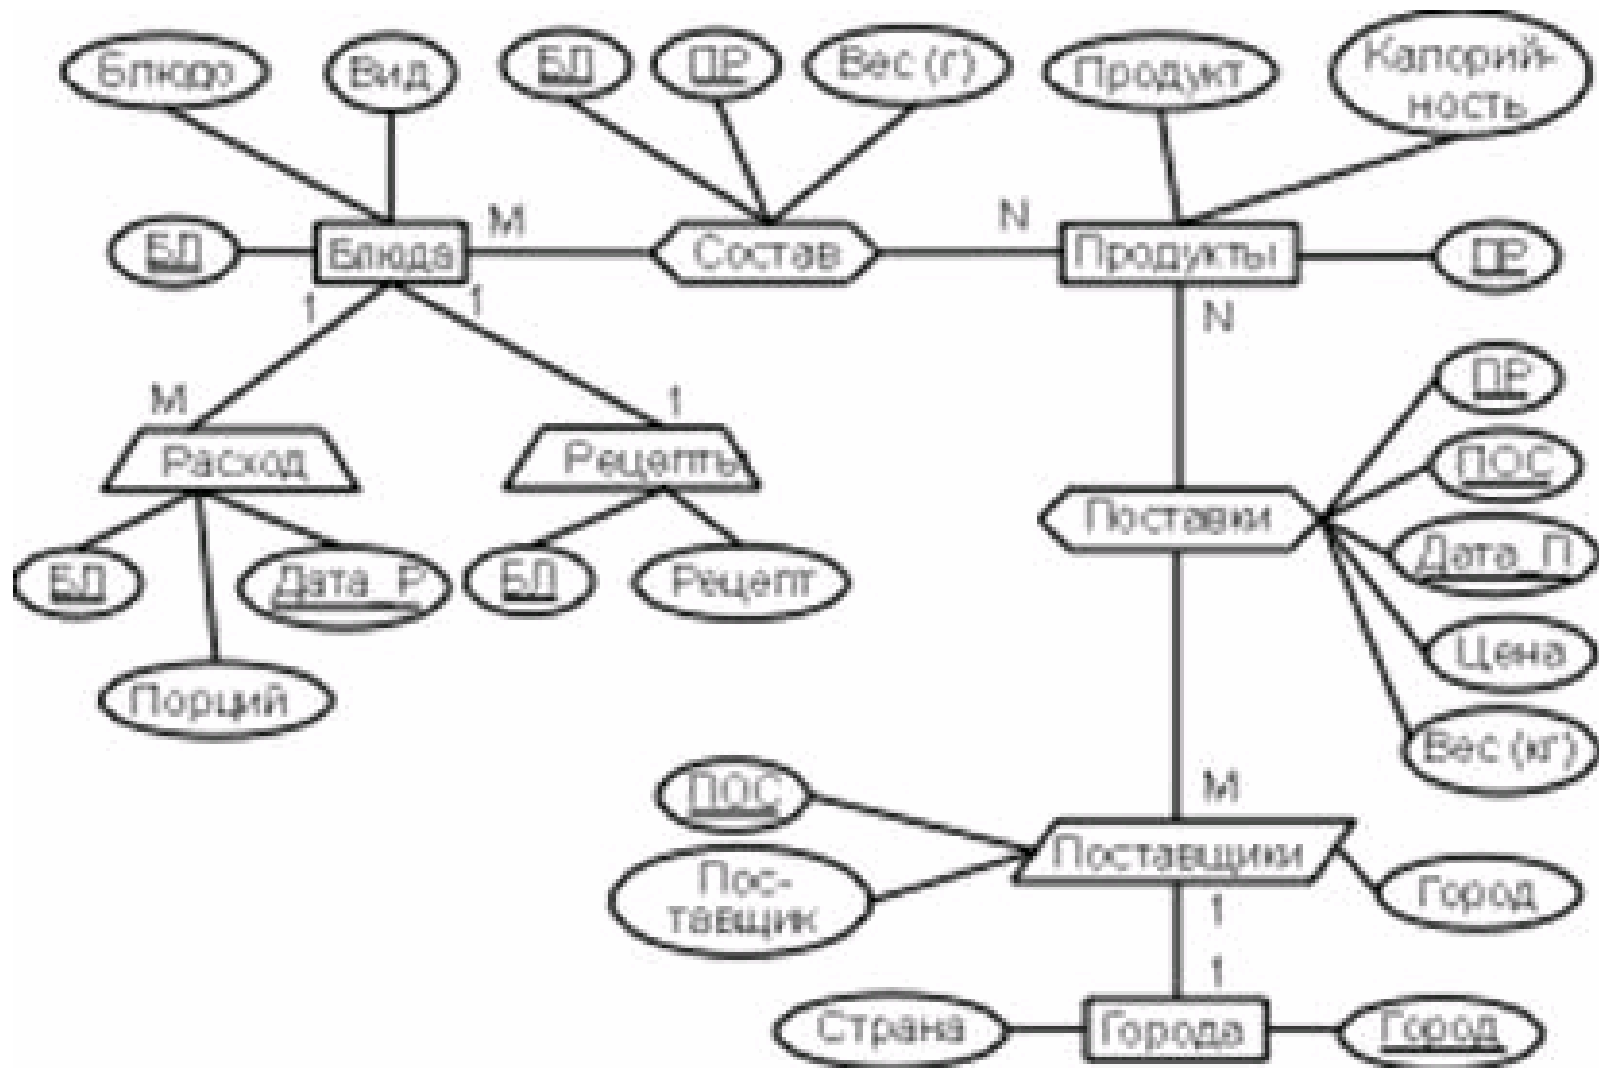 Блюдо
Вид
БЛ
ПР
Вес (г)
Продукт
Калорий-
ность
БЛ
Блюда
M
Состав
N
Продукты
ПР
1
1
N
M
1
Расход
Рецепты
ПР
ПОС
Поставки
Дата_П
БЛ
Дата_Р
БЛ
Рецепт
Цена
Порций
Вес (кг)
ПОС
M
Поставщики
Пос-
тавщик
Город
1
1
Страна
Города
Город